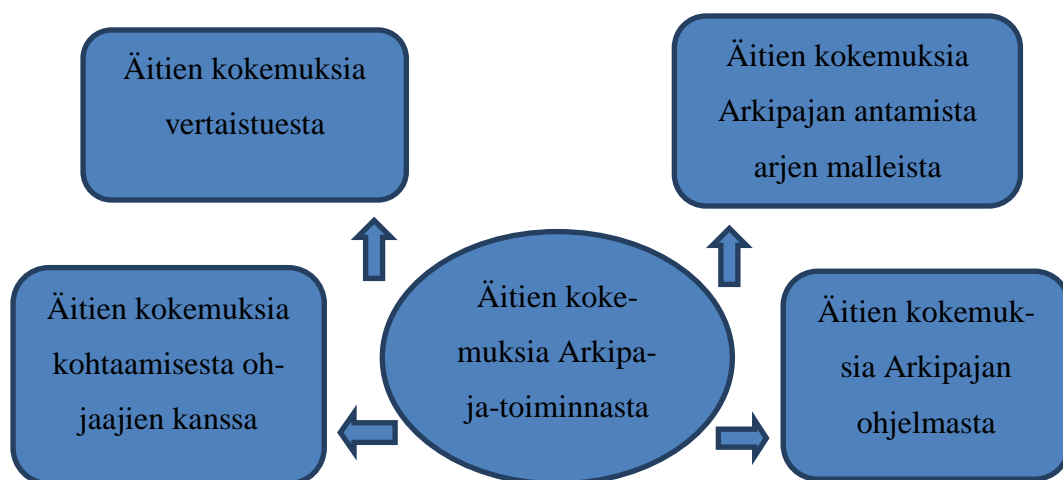 Äitien kokemuksia
vertaistuesta
Äitien kokemuksia
Arkipajan antamista
arjen malleista
Äitien kokemuksia
kohtaamisesta oh-
jaajien kanssa
Äitien koke-
muksia Arkipa-
ja-toiminnasta
Äitien kokemuk-
sia Arkipajan
ohjelmasta